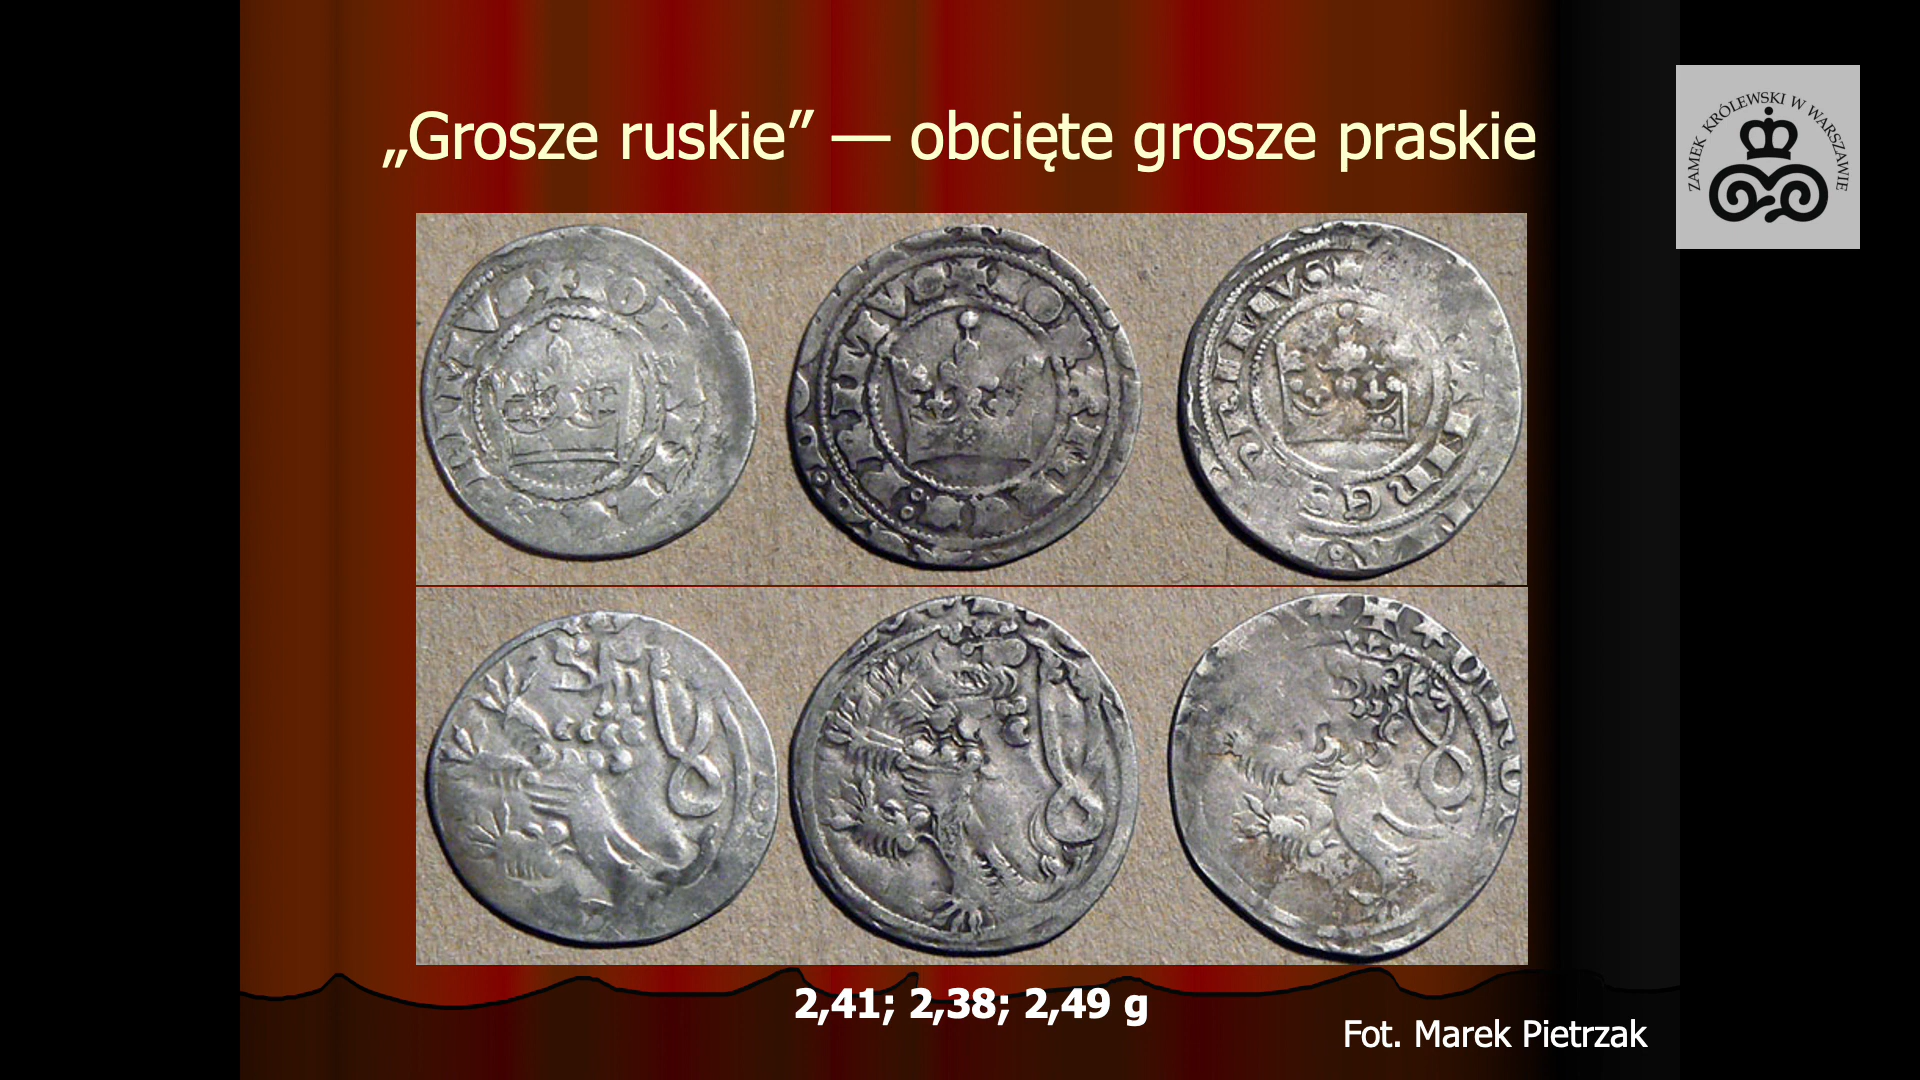 „Grosze ruskie” — obcięte grosze praskie
ZAMEK KRÓLEWSKI W WARSZAWIE
2,41; 2,38; 2,49 g
Fot. Marek Pietrzak